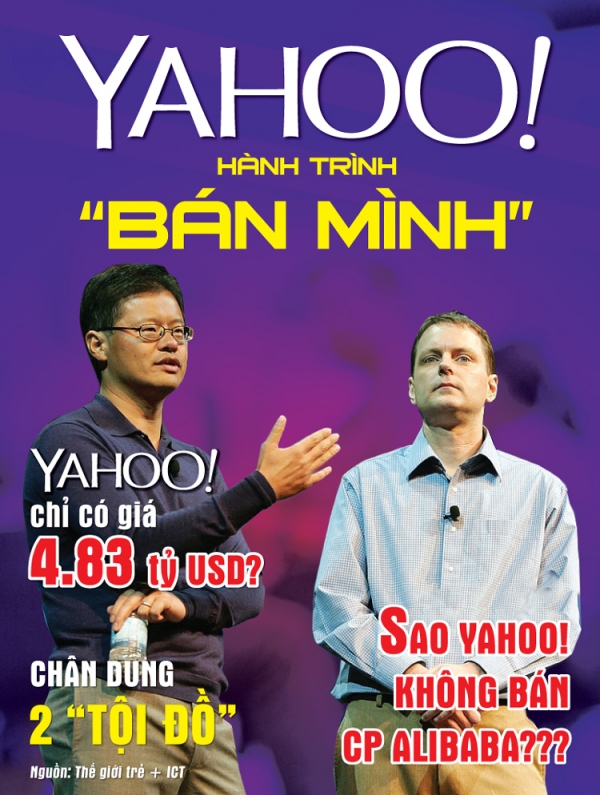 YAHOO!
HÀNH TRÌNH
“BÁN MÌNH”
YAHOO!
chỉ có giá
4.83 tỷ USD?
CHÂN DUNG
2 “TỘI ĐỒ”
Nguồn: Thế giới trẻ + ICT
SAO YAHOO!
KHÔNG BÁN
CP ALIBABA???